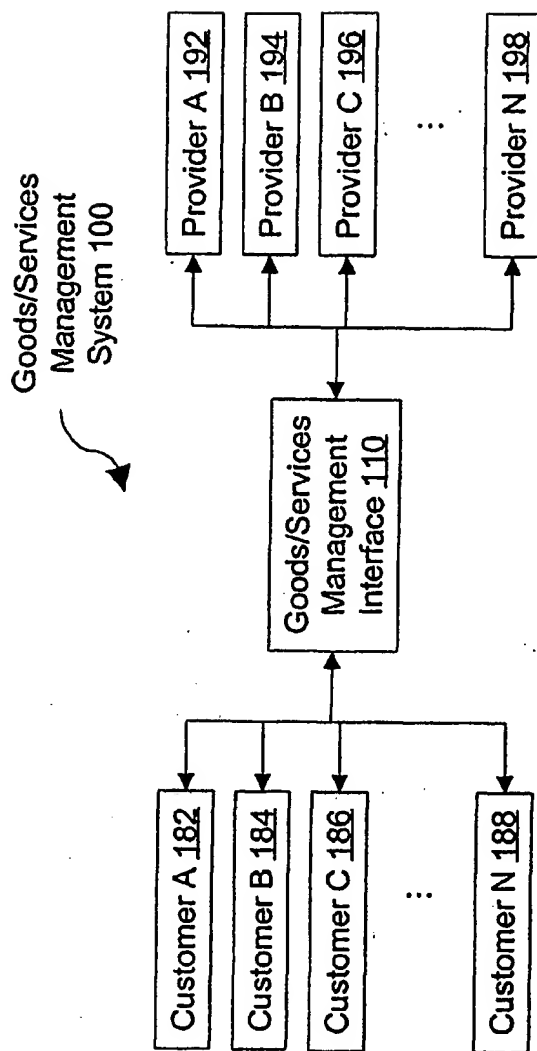 Goods/Services
Management
System 100
Customer A 182
Customer B 184
Customer C 186
...
Customer N 188
Goods/Services
Management
Interface 110
Provider A 192
Provider B 194
Provider C 196
...
Provider N 198